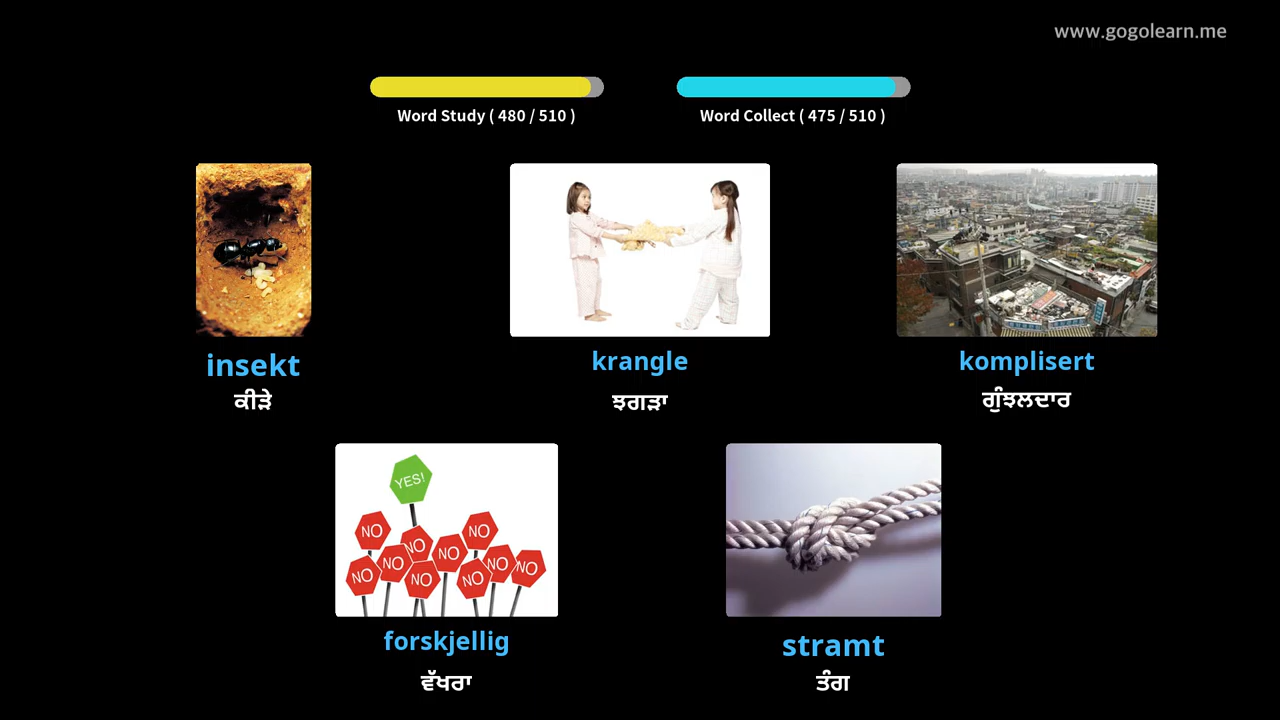 www.gogolearn.me
Word Study ( 480 / 510 )
Word Collect ( 475 / 510 )
insekt
ਕੀੜੇ
krangle
ਝਗੜਾ
komplisert
ਗੁੰਝਲਦਾਰ
YES!
NO
NO
NO
NO
NO
NO
NO
NO
NO
NO
forskjellig
ਵੱਖਰਾ
stramt
ਤੰਗ